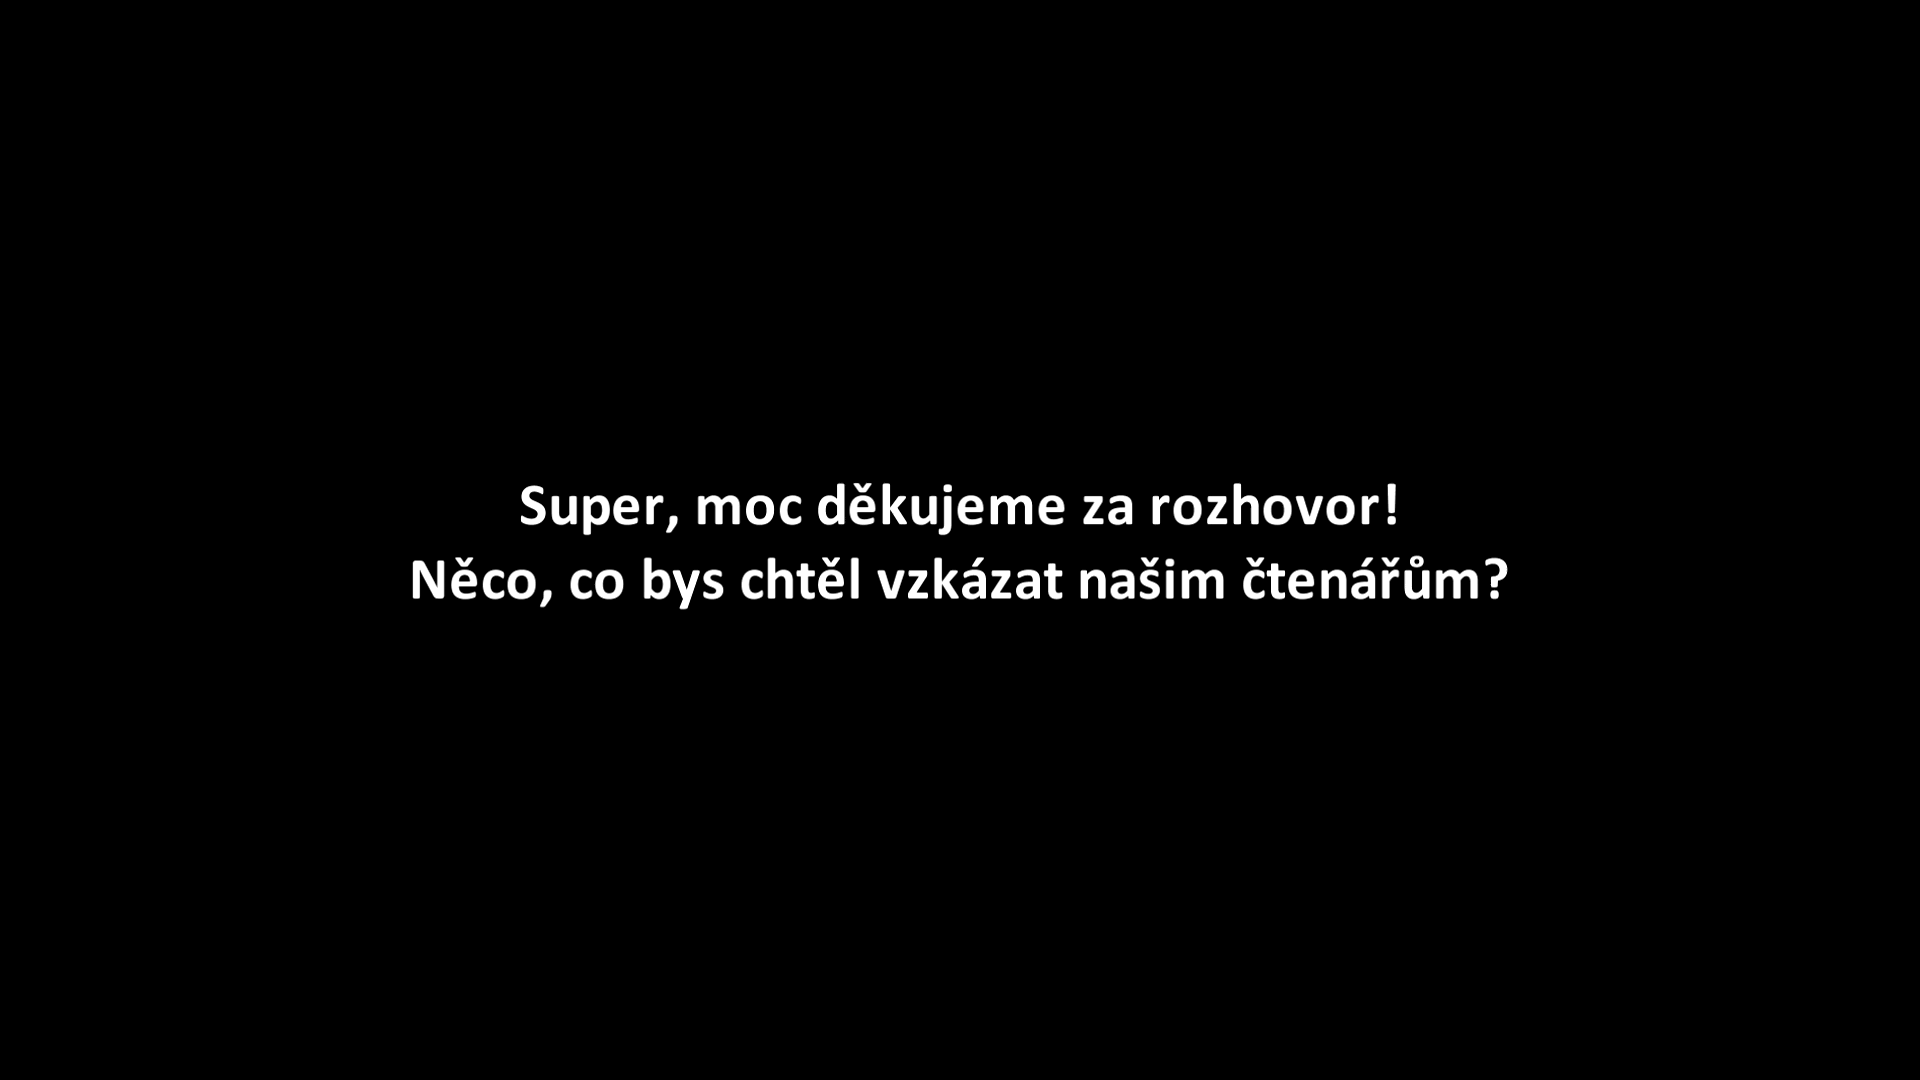 Super, moc děkujeme za rozhovor!
Něco, co bys chtěl vzkázat našim čtenářům?